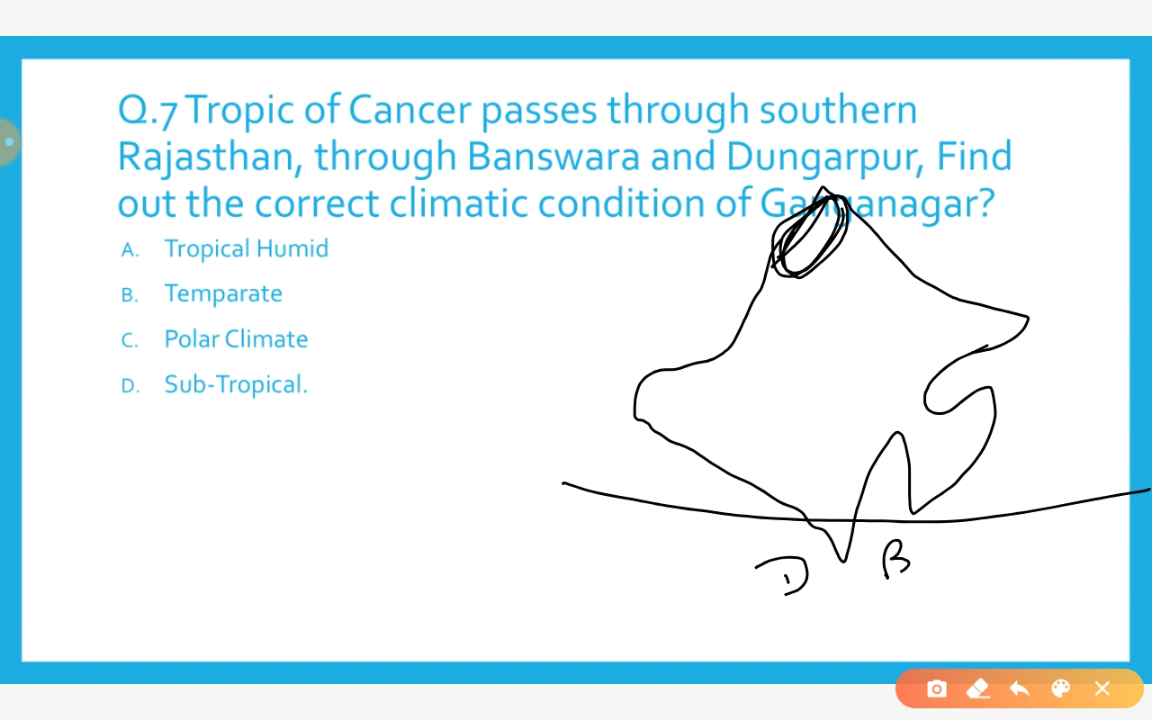 Q.7 Tropic of Cancer passes through southern
Rajasthan, through Banswara and Dungarpur, Find
out the correct climatic condition of Ganganagar?
A. Tropical Humid
B. Temparate
C. Polar Climate
D. Sub-Tropical.
D B